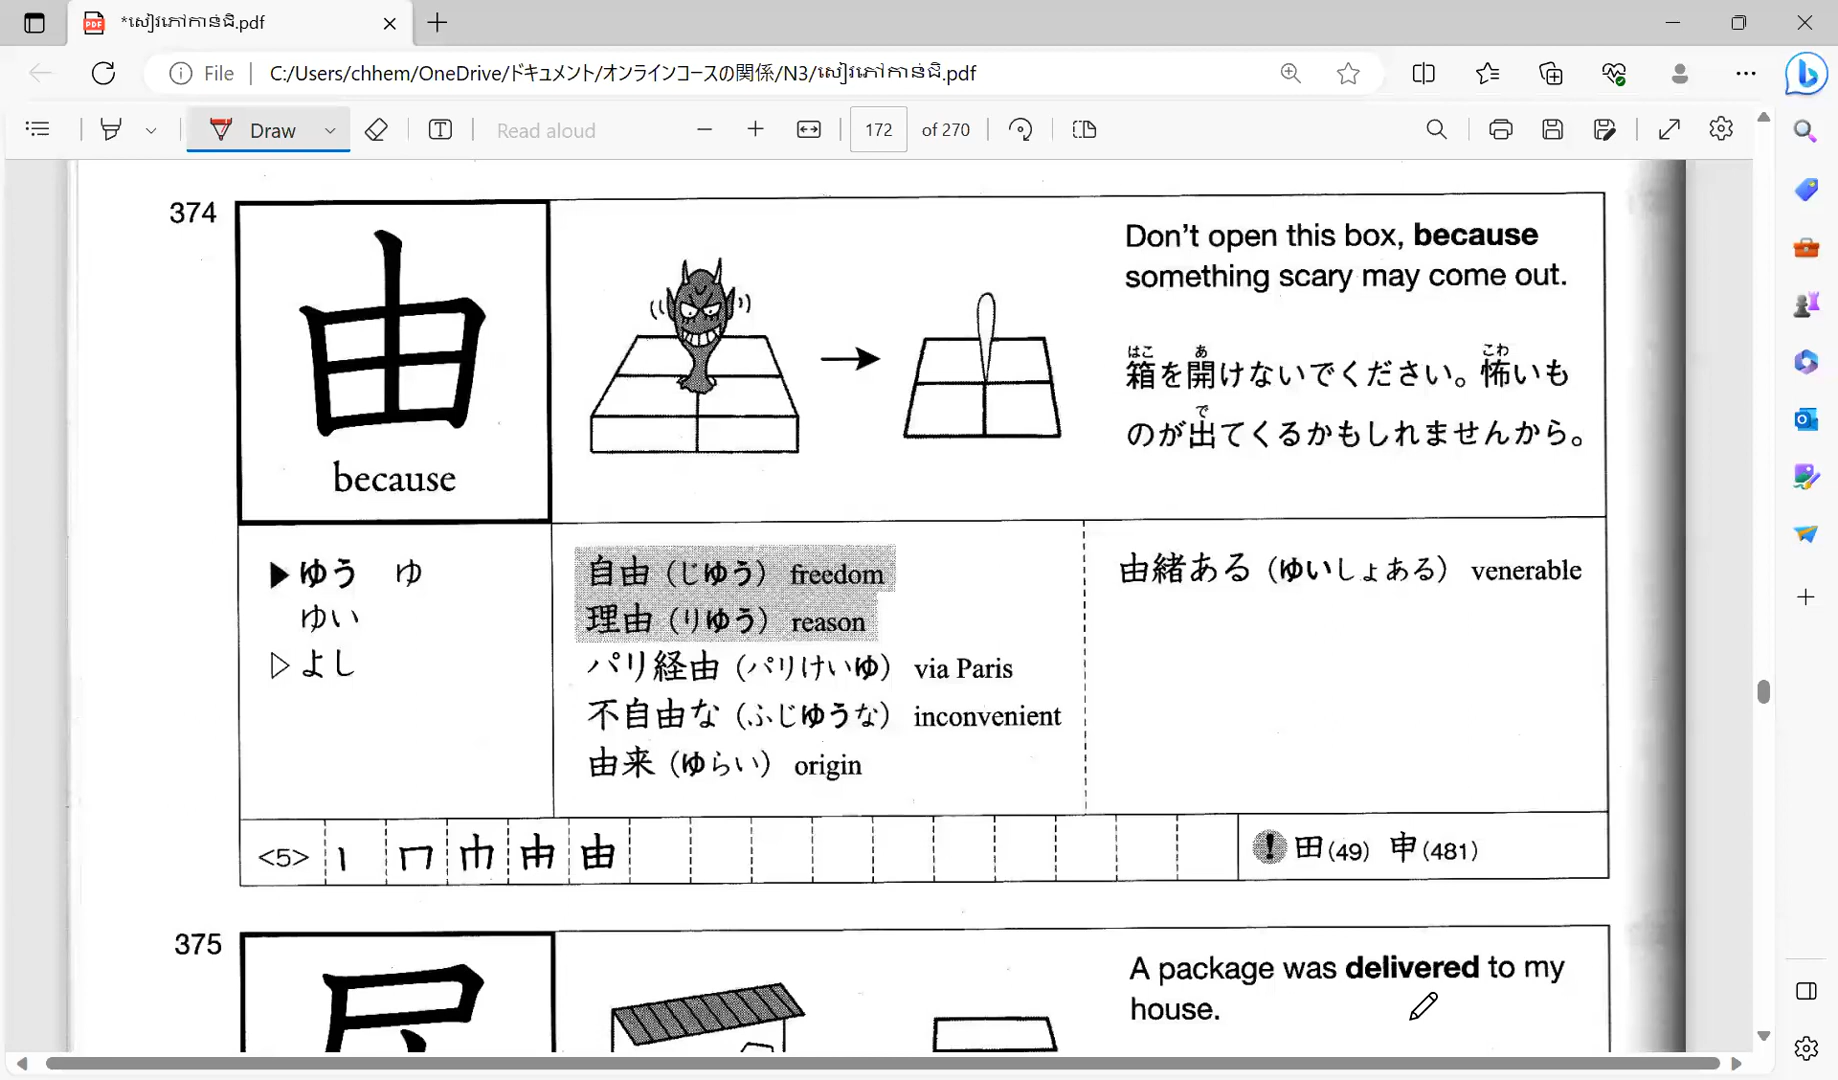 *សៀវភៅកាន់ជិ.pdf
File
C:/Users/chhem/OneDrive/ドキュメント/オンラインコースの関係/N3/សៀវភៅកាន់ជិ.pdf
Draw
Read aloud
172
of 270
374
由
because
Don't open this box, because
something scary may come out.
はこ あ こわ
箱を開けないでください。怖いも
で
のが出てくるかもしれませんから。
▶ゆう ゆ
ゆい
▷よし
自由(じゆう) freedom
理由(りゆう) reason
パリ経由(パリけいゆ) via Paris
不自由な(ふじゆうな) inconvenient
由来(ゆらい) origin
由緒ある(ゆいしょある) venerable
<5>
由
! 田(49) 申(481)
375
A package was delivered to my
house.